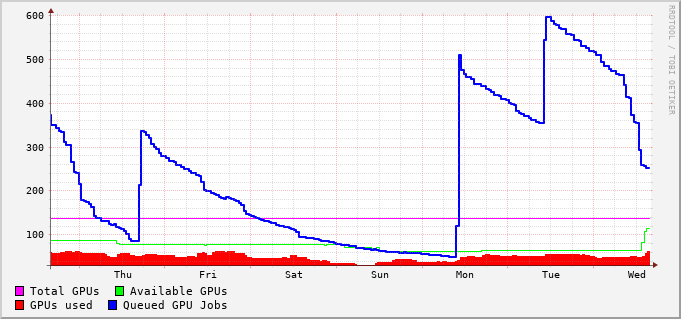 600
500
400
300
200
100
Thu Fri Sat Sun Mon Tue Wed
Total GPUs Available GPUs
GPUs used Queued GPU Jobs
RRDTOOL / TOBI OETIKER